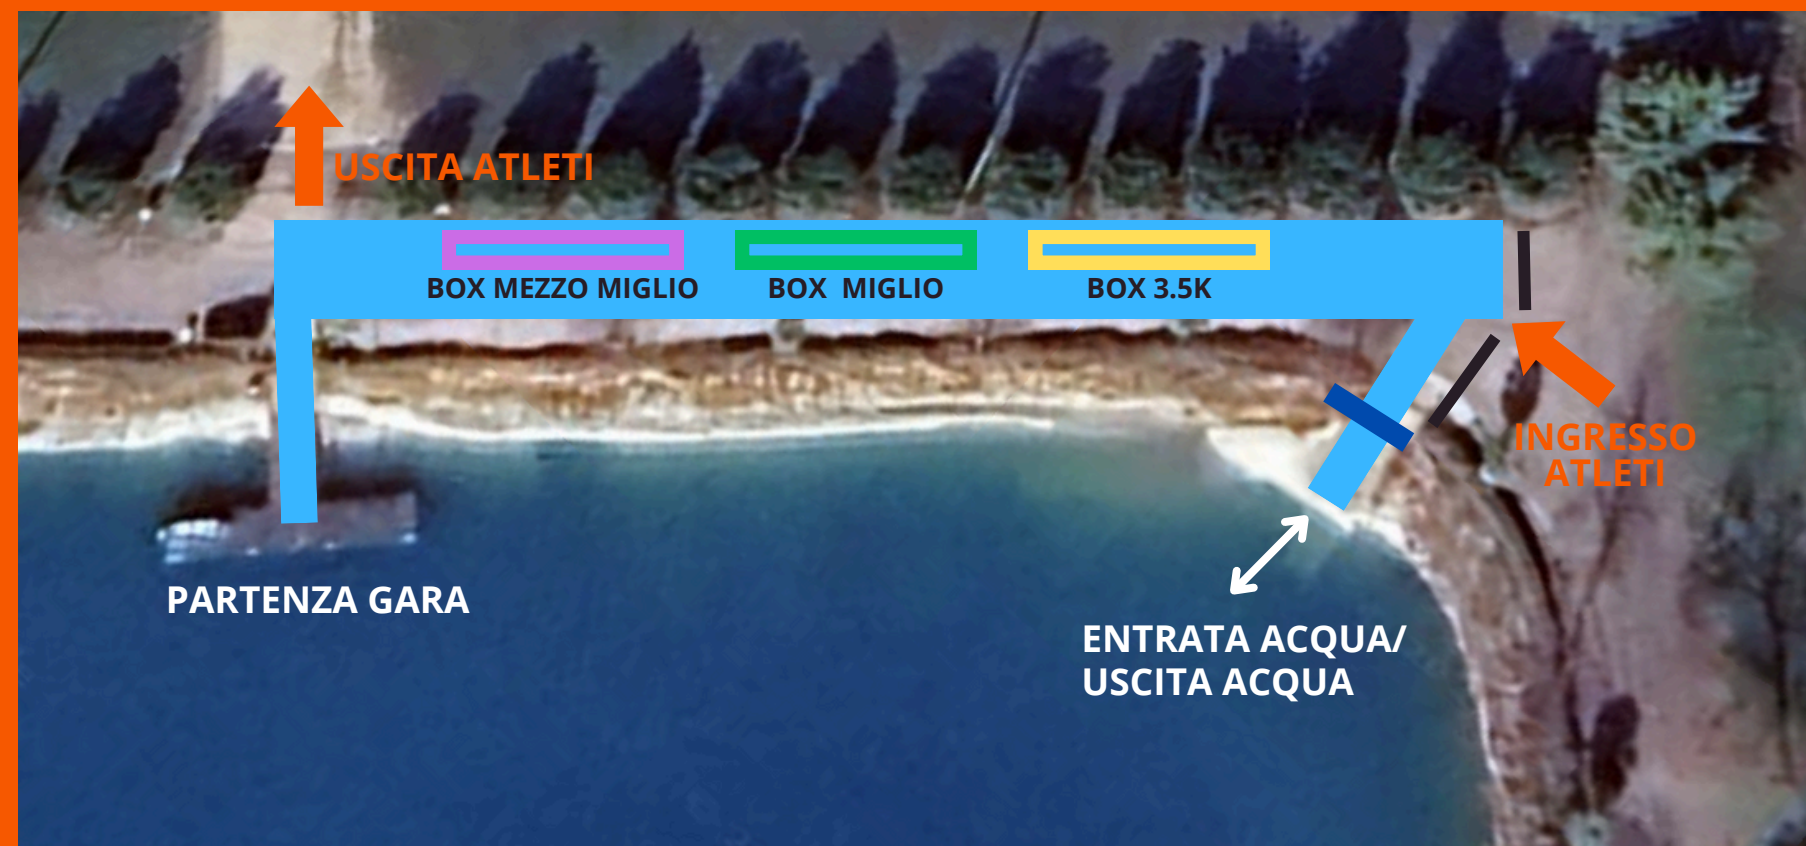 USCITA ATLETI
BOX MEZZO MIGLIO
BOX MIGLIO
BOX 3.5K
INGRESSO
ATLETI
PARTENZA GARA
ENTRATA ACQUA/
USCITA ACQUA